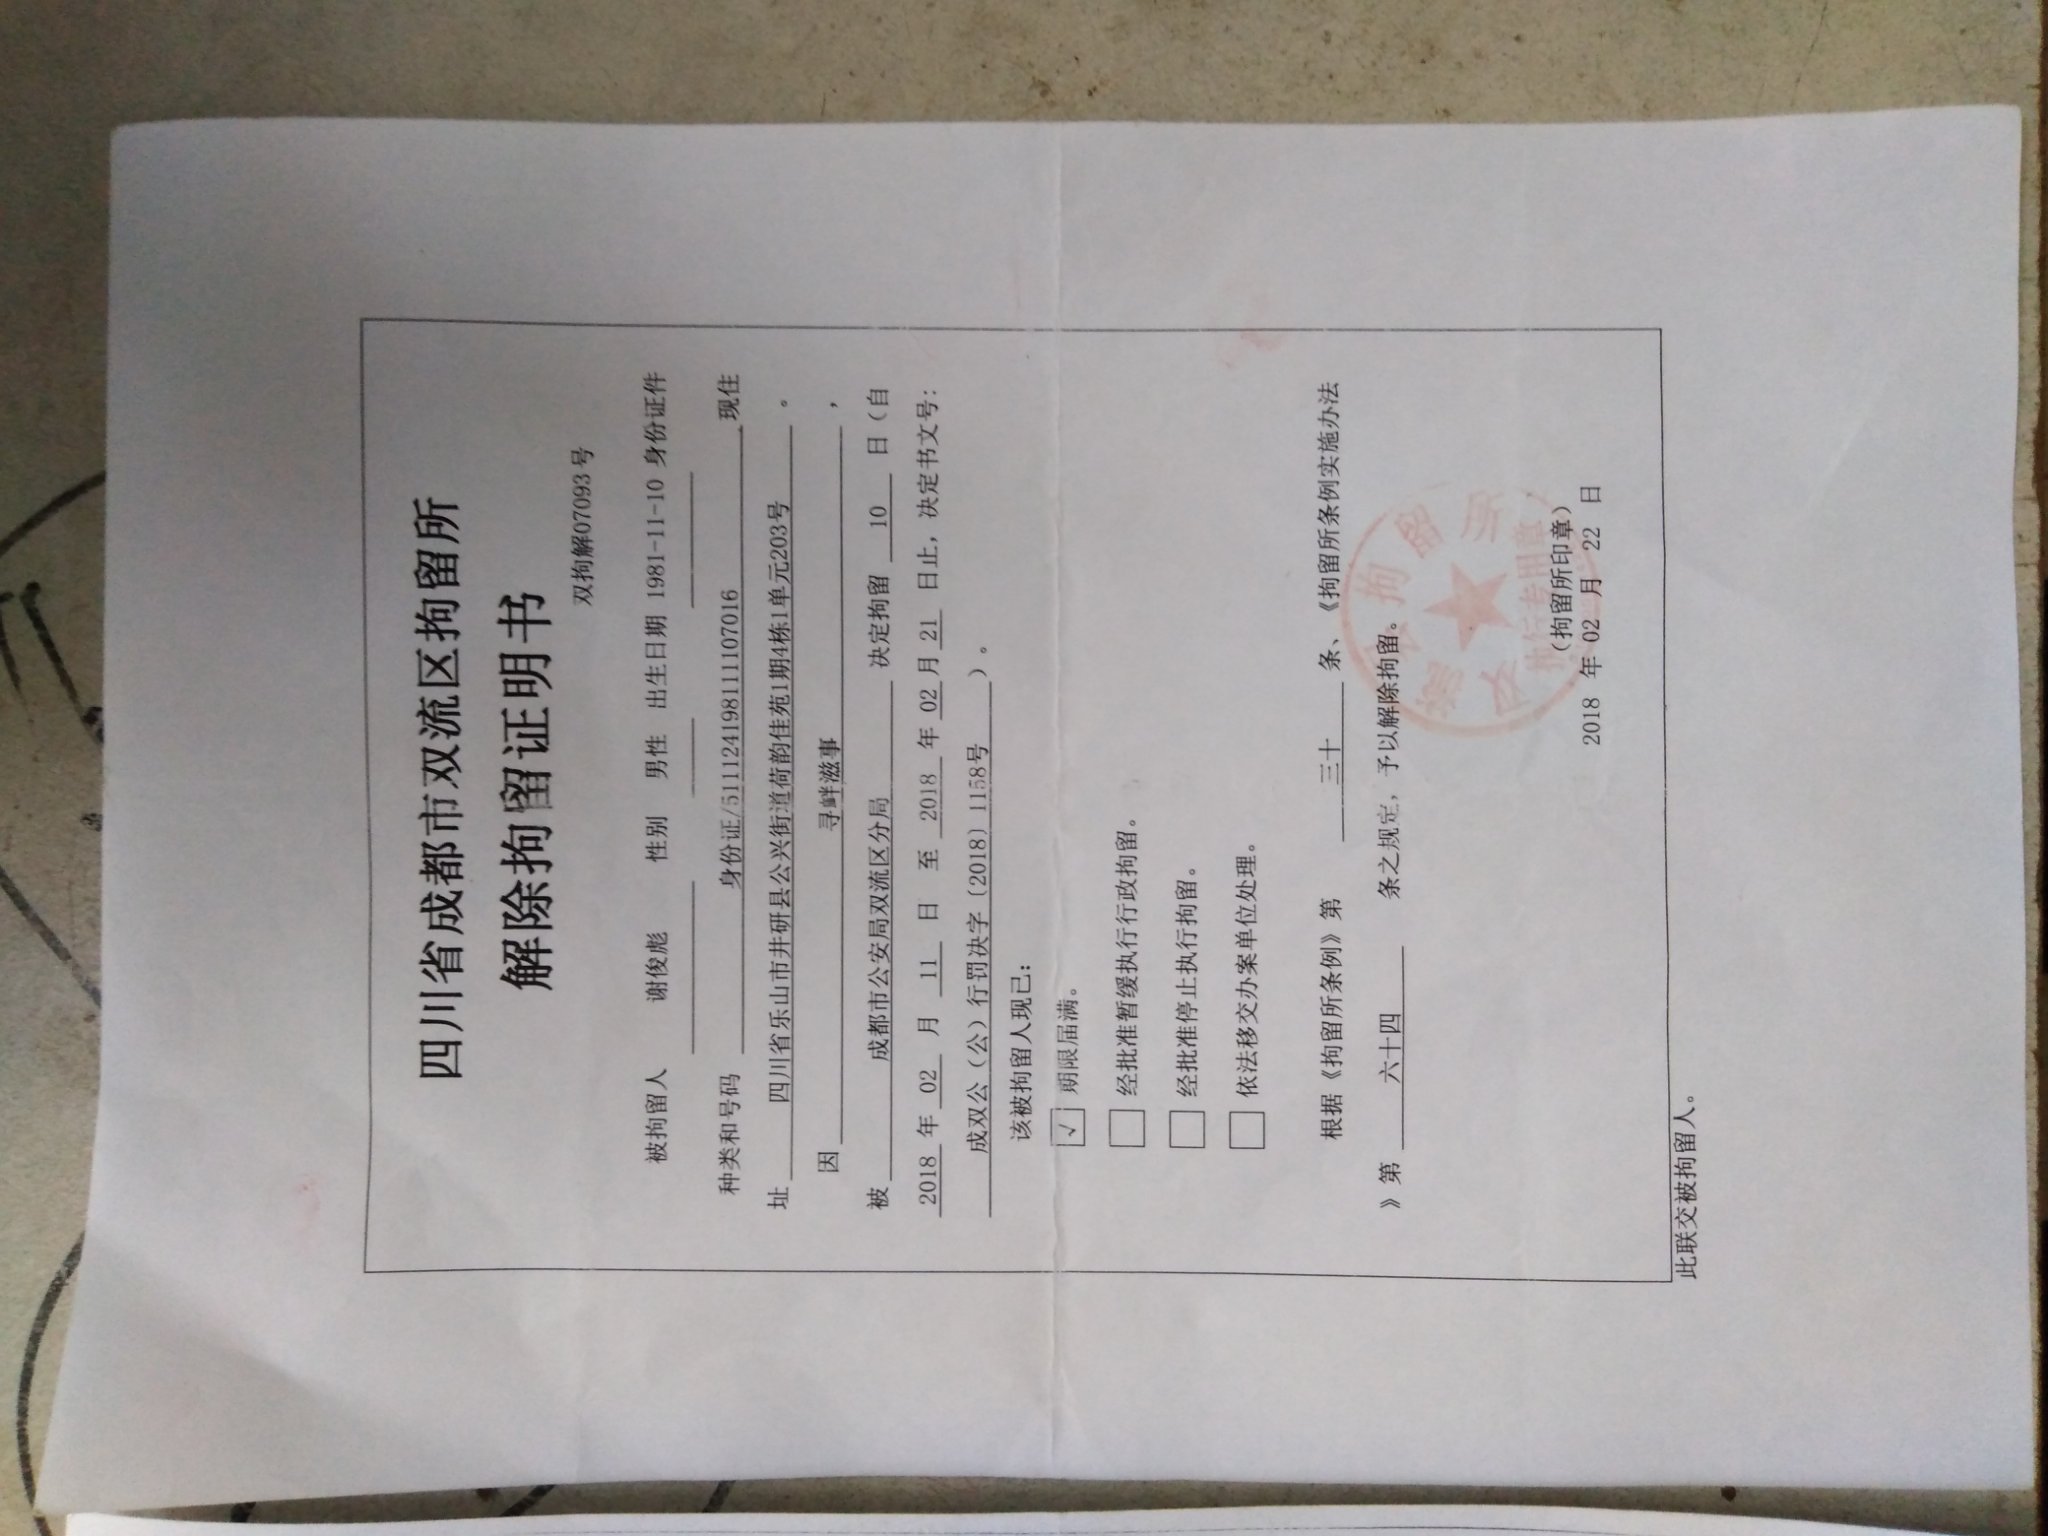 四川省成都市双流区拘留所
解除拘留证明书
双拘解07093号
被拘留人 谢俊彪 性别 男性 出生日期 1981-11-10 身份证件
种类和号码 身份证/511124198111107016 现住
址 四川省乐山市井研县公兴街道荷韵佳苑1期4栋1单元203号 。
因 寻衅滋事 ，
被 成都市公安局双流区分局 决定拘留 10 日（自
2018 年 02 月 11 日 至 2018 年 02 月 21 日止，决定书文号：
成双公（公）行罚决字〔2018〕1158号 ）。
该被拘留人现已：
√ 期限届满。
经批准暂缓执行行政拘留。
经批准停止执行拘留。
依法移交办案单位处理。
根据《拘留所条例》第 三十 条、《拘留所条例实施办法
》第 六十四 条之规定，予以解除拘留。
双流县拘留所
执行专用章
（拘留所印章）
2018 年 02 月 22 日
此联交被拘留人。